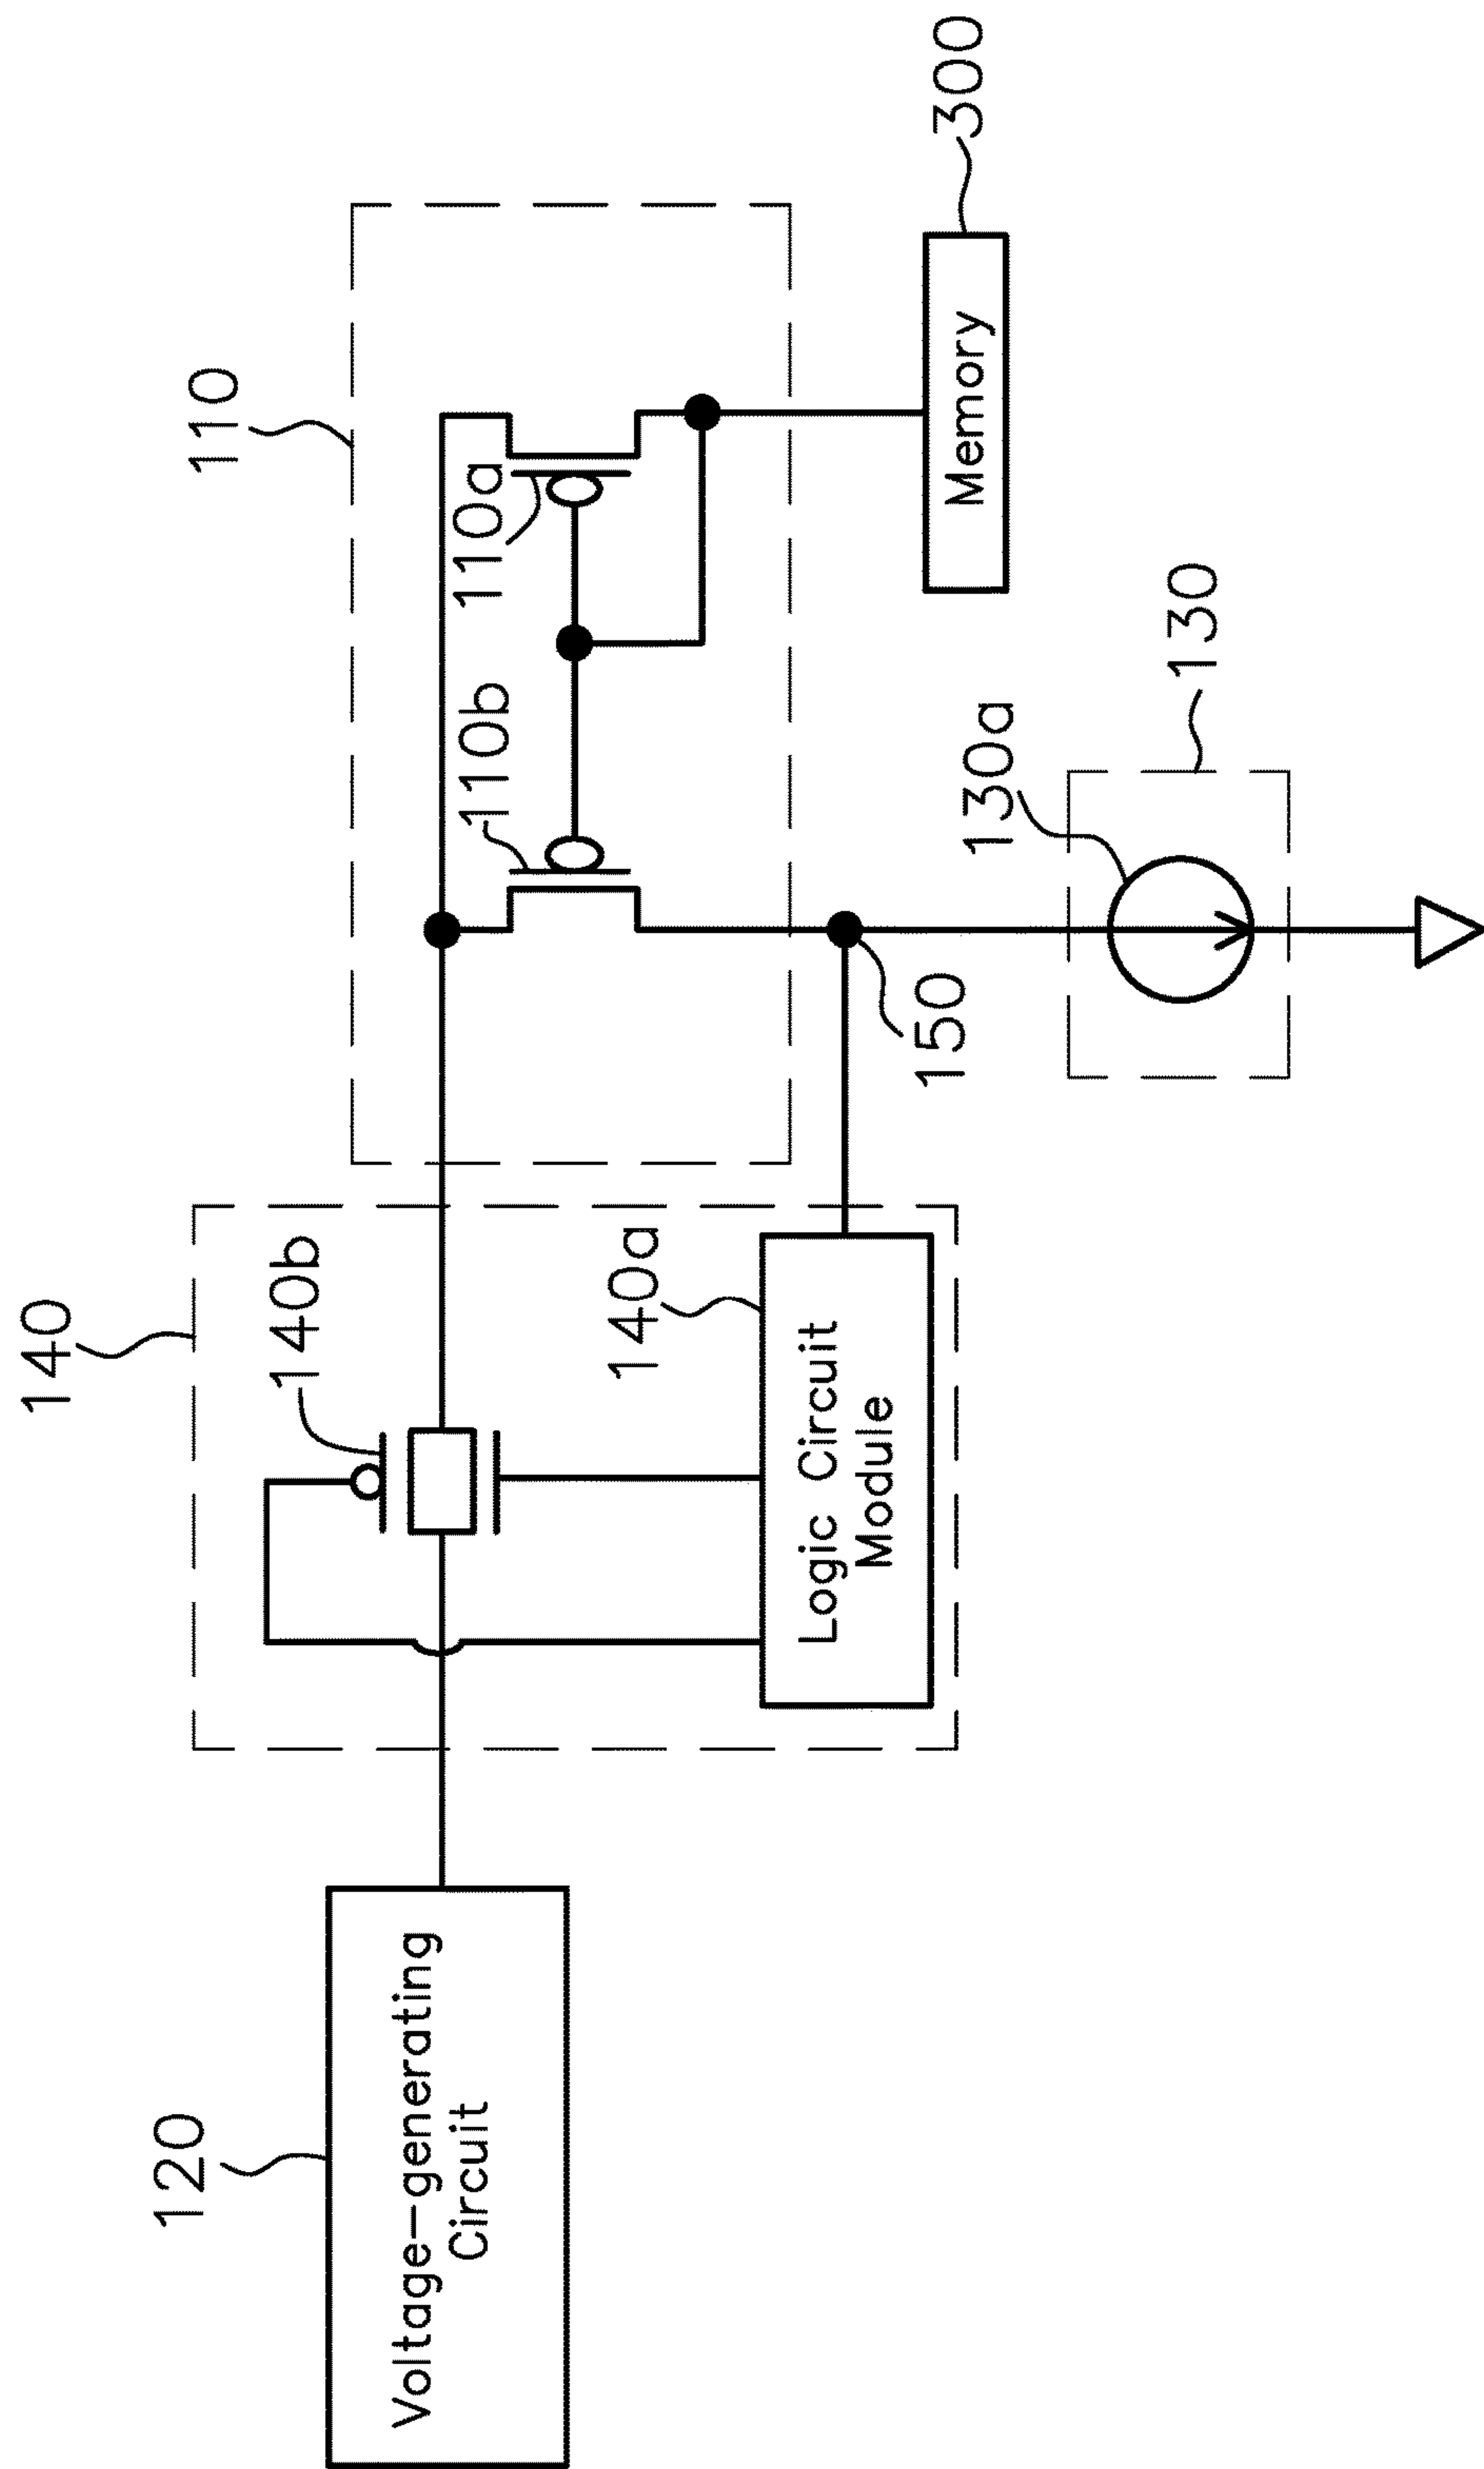 140
110
120
140b
110b
110a
Voltage-generating
Circuit
140a
Logic Circuit
Module
150
130a
Memory
300
130